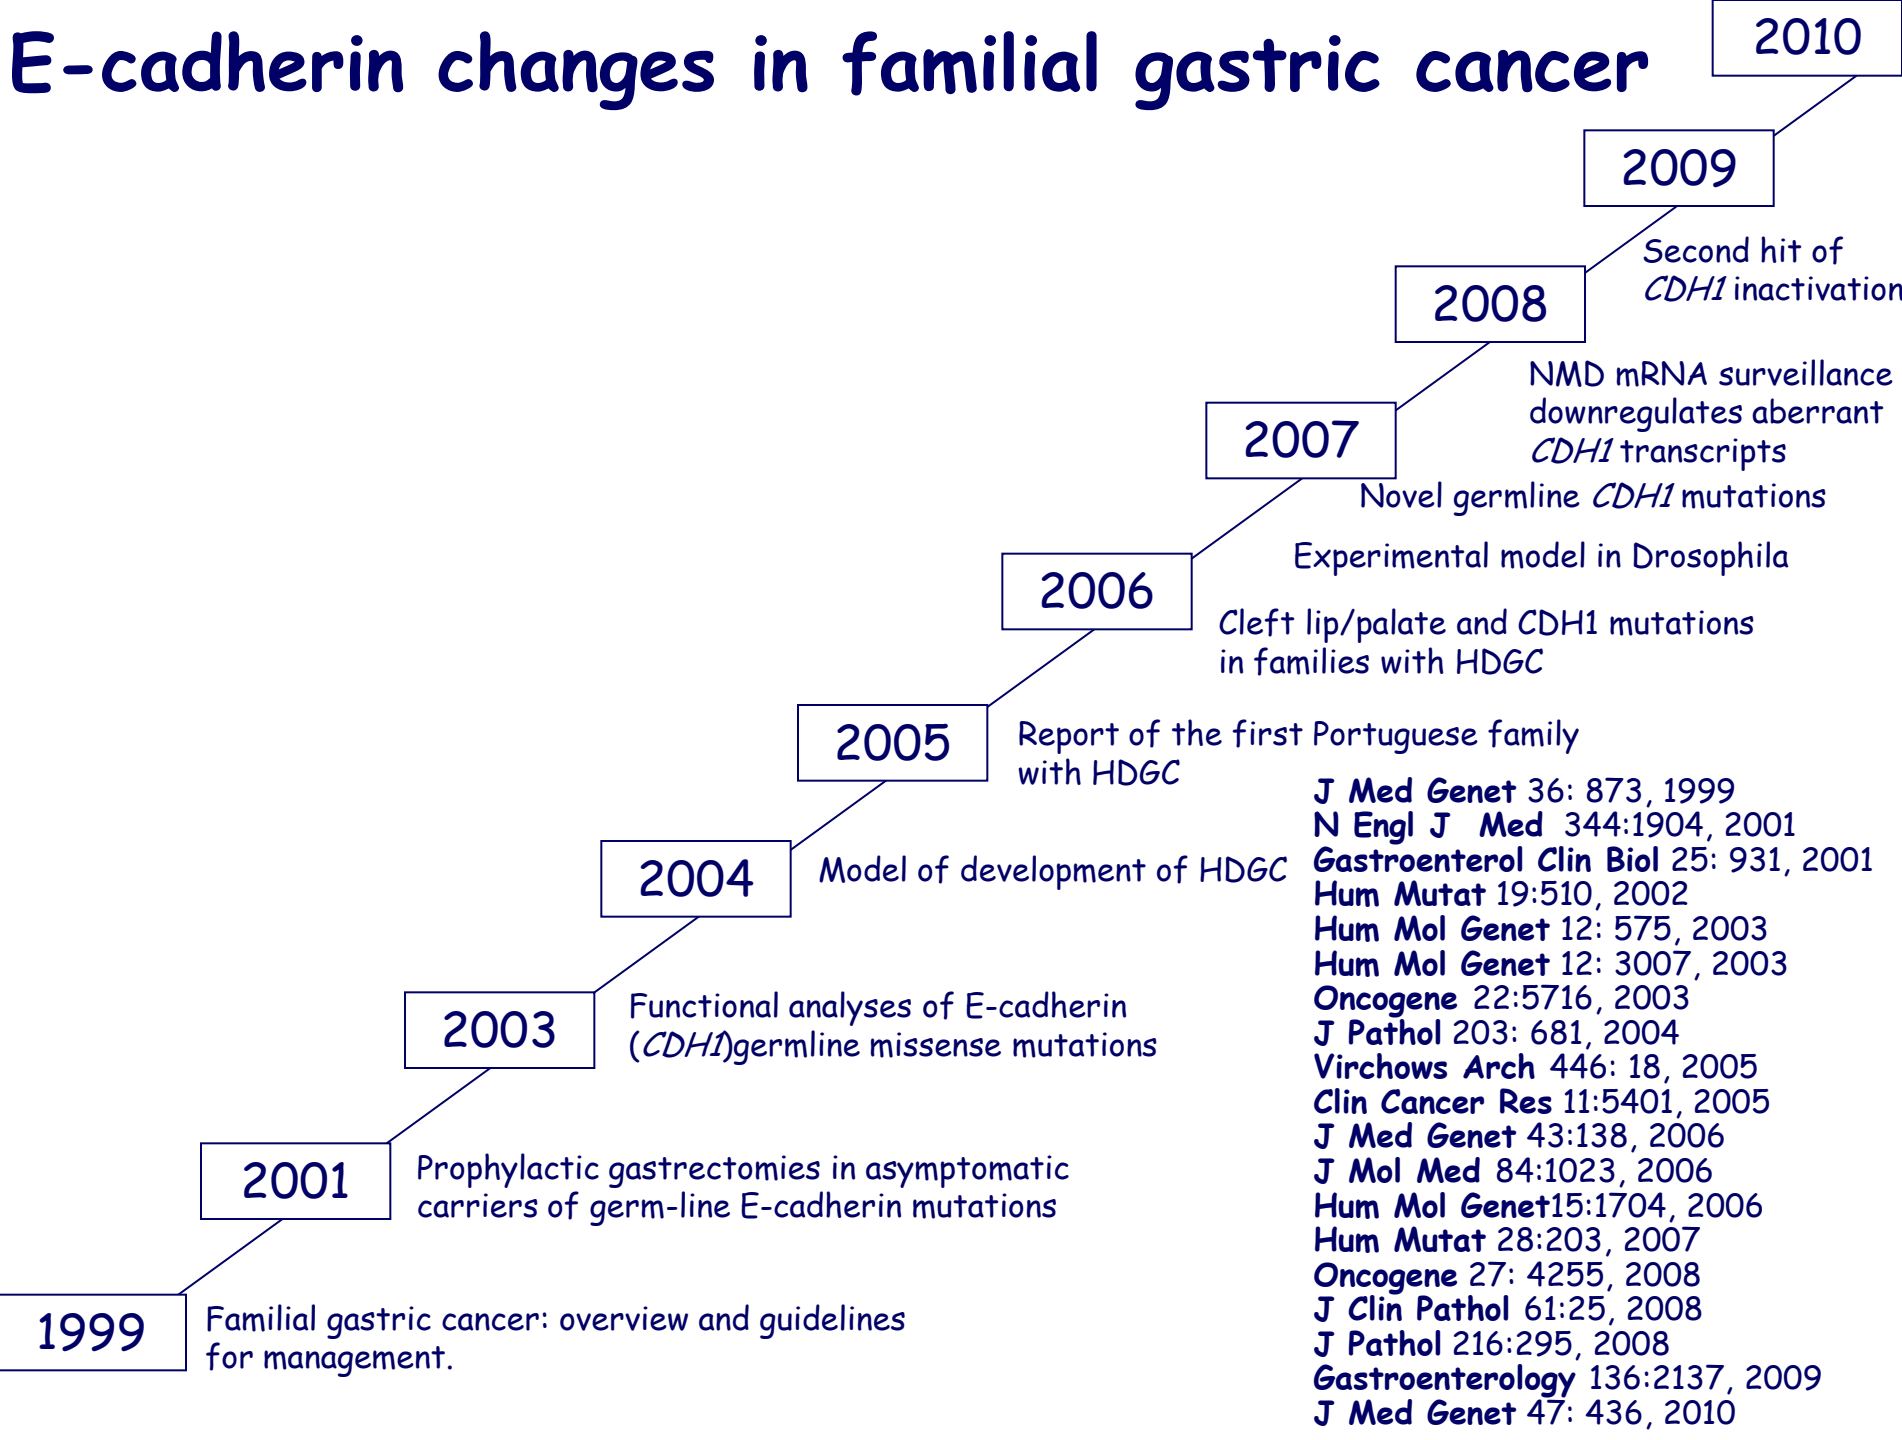 E-cadherin changes in familial gastric cancer
2010
2009
Second hit of
CDH1 inactivation
2008
NMD mRNA surveillance
downregulates aberrant
CDH1 transcripts
2007
Novel germline CDH1 mutations
Experimental model in Drosophila
2006
Cleft lip/palate and CDH1 mutations
in families with HDGC
2005
Report of the first Portuguese family
with HDGC
2004
Model of development of HDGC
2003
Functional analyses of E-cadherin
(CDH1)germline missense mutations
2001
Prophylactic gastrectomies in asymptomatic
carriers of germ-line E-cadherin mutations
1999
Familial gastric cancer: overview and guidelines
for management.
J Med Genet 36: 873, 1999
N Engl J Med 344:1904, 2001
Gastroenterol Clin Biol 25: 931, 2001
Hum Mutat 19:510, 2002
Hum Mol Genet 12: 575, 2003
Hum Mol Genet 12: 3007, 2003
Oncogene 22:5716, 2003
J Pathol 203: 681, 2004
Virchows Arch 446: 18, 2005
Clin Cancer Res 11:5401, 2005
J Med Genet 43:138, 2006
J Mol Med 84:1023, 2006
Hum Mol Genet15:1704, 2006
Hum Mutat 28:203, 2007
Oncogene 27: 4255, 2008
J Clin Pathol 61:25, 2008
J Pathol 216:295, 2008
Gastroenterology 136:2137, 2009
J Med Genet 47: 436, 2010